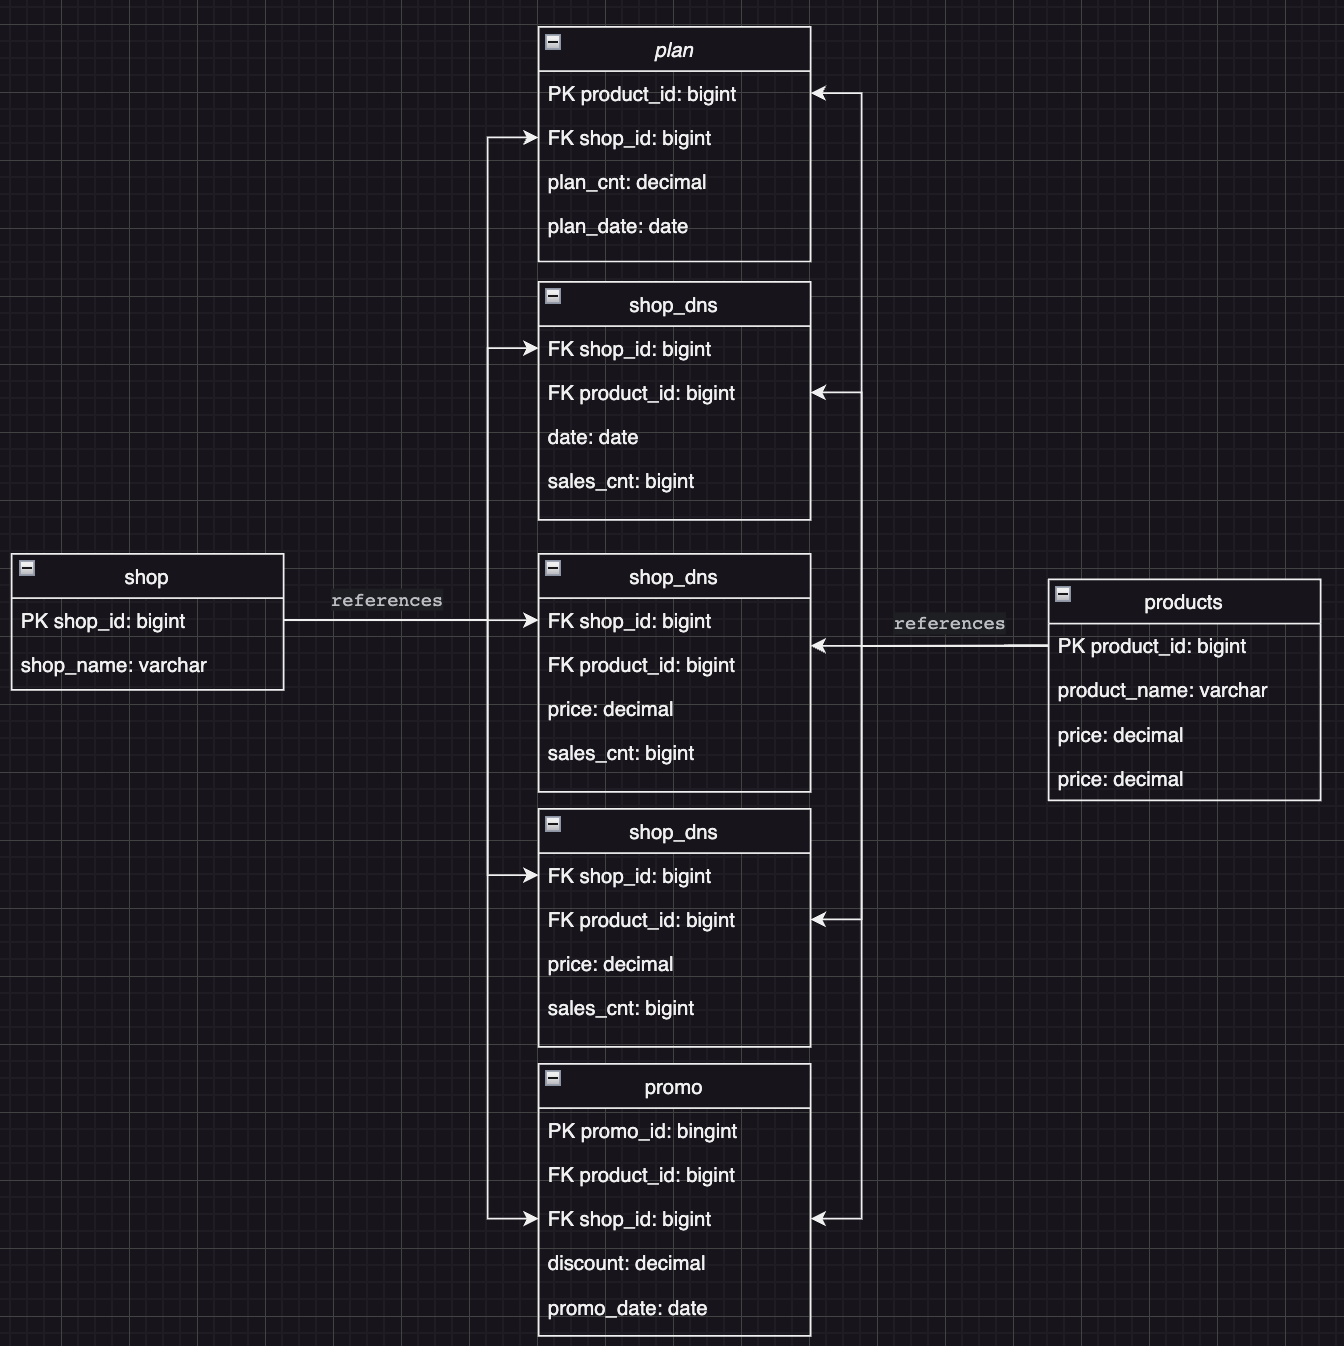 plan
PK product_id: bigint
FK shop_id: bigint
plan_cnt: decimal
plan_date: date
shop_dns
FK shop_id: bigint
FK product_id: bigint
date: date
sales_cnt: bigint
shop
PK shop_id: bigint
shop_name: varchar
references
shop_dns
FK shop_id: bigint
FK product_id: bigint
price: decimal
sales_cnt: bigint
references
products
PK product_id: bigint
product_name: varchar
price: decimal
price: decimal
shop_dns
FK shop_id: bigint
FK product_id: bigint
price: decimal
sales_cnt: bigint
promo
PK promo_id: bingint
FK product_id: bigint
FK shop_id: bigint
discount: decimal
promo_date: date